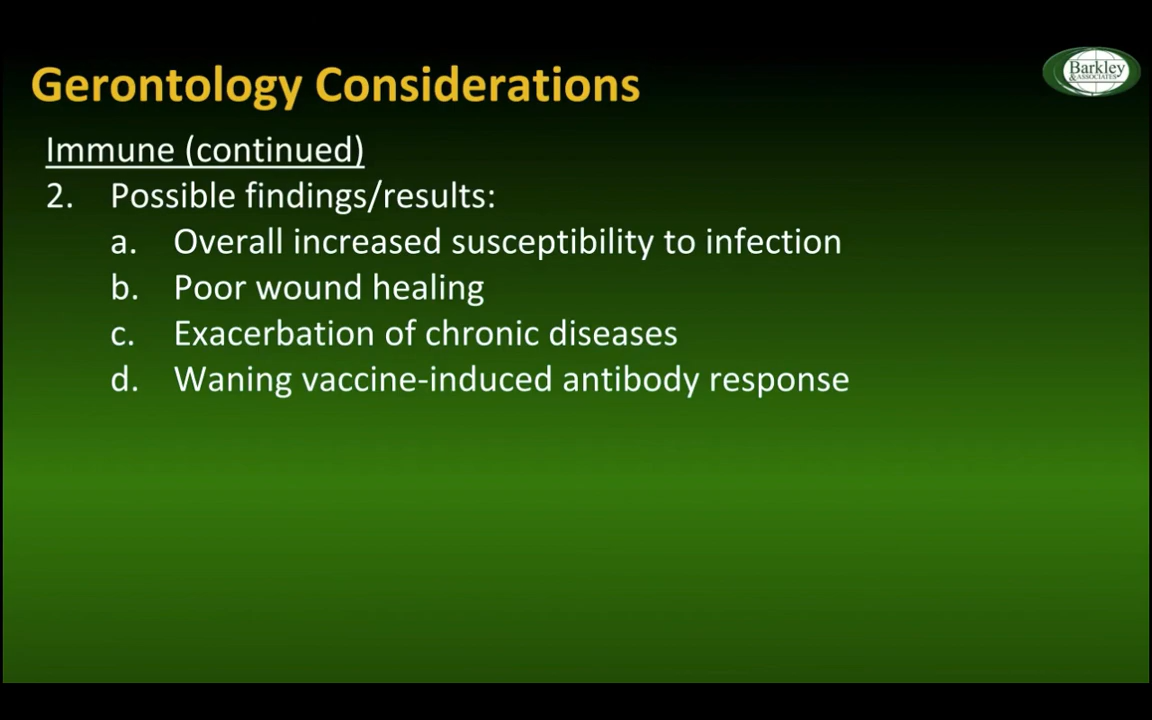 Gerontology Considerations
Barkley
& ASSOCIATES
Immune (continued)
2. Possible findings/results:
a. Overall increased susceptibility to infection
b. Poor wound healing
c. Exacerbation of chronic diseases
d. Waning vaccine-induced antibody response